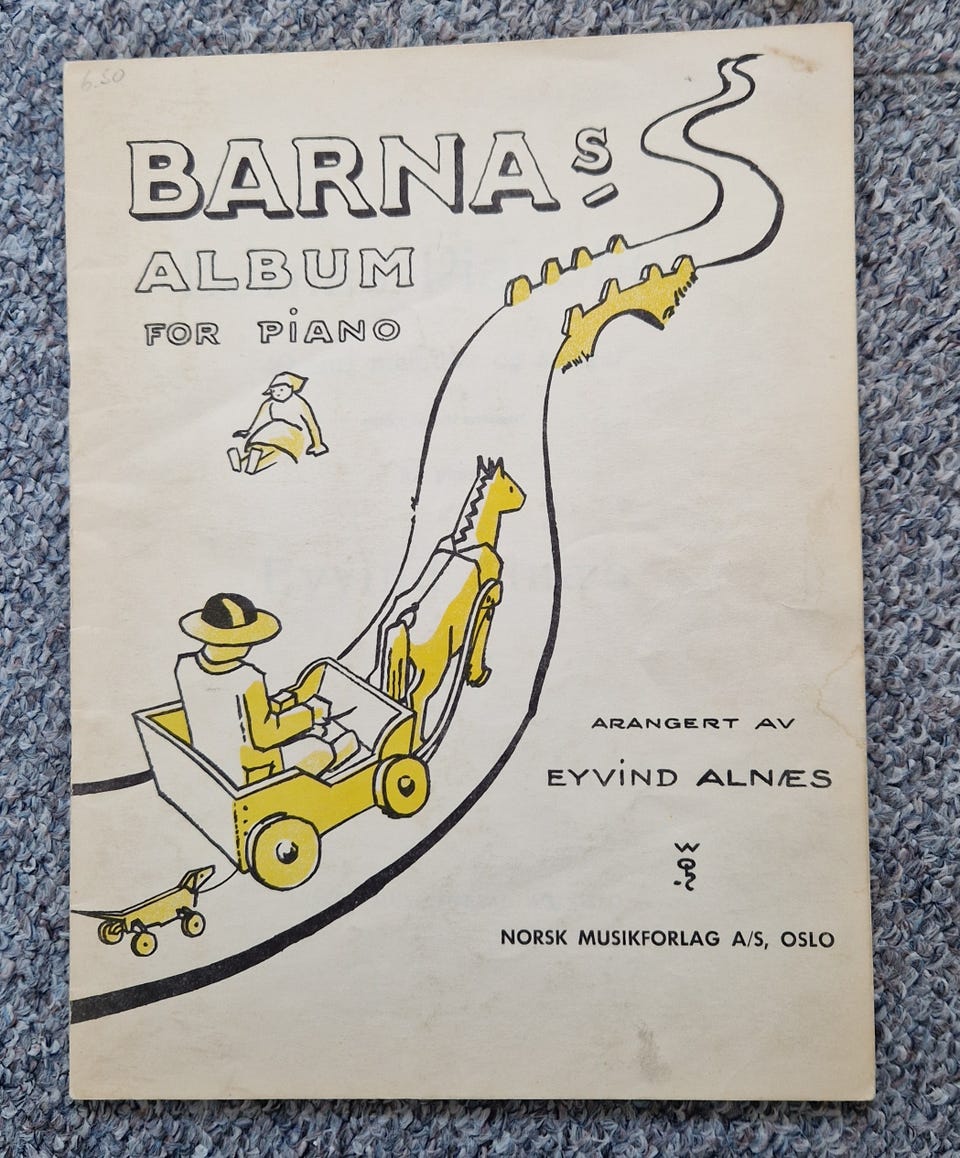 6.50
BARNAS
ALBUM
FOR PiANO
ARANGERT AV
EYViND ALNÆS
NORSK MUSIKFORLAG A/S, OSLO